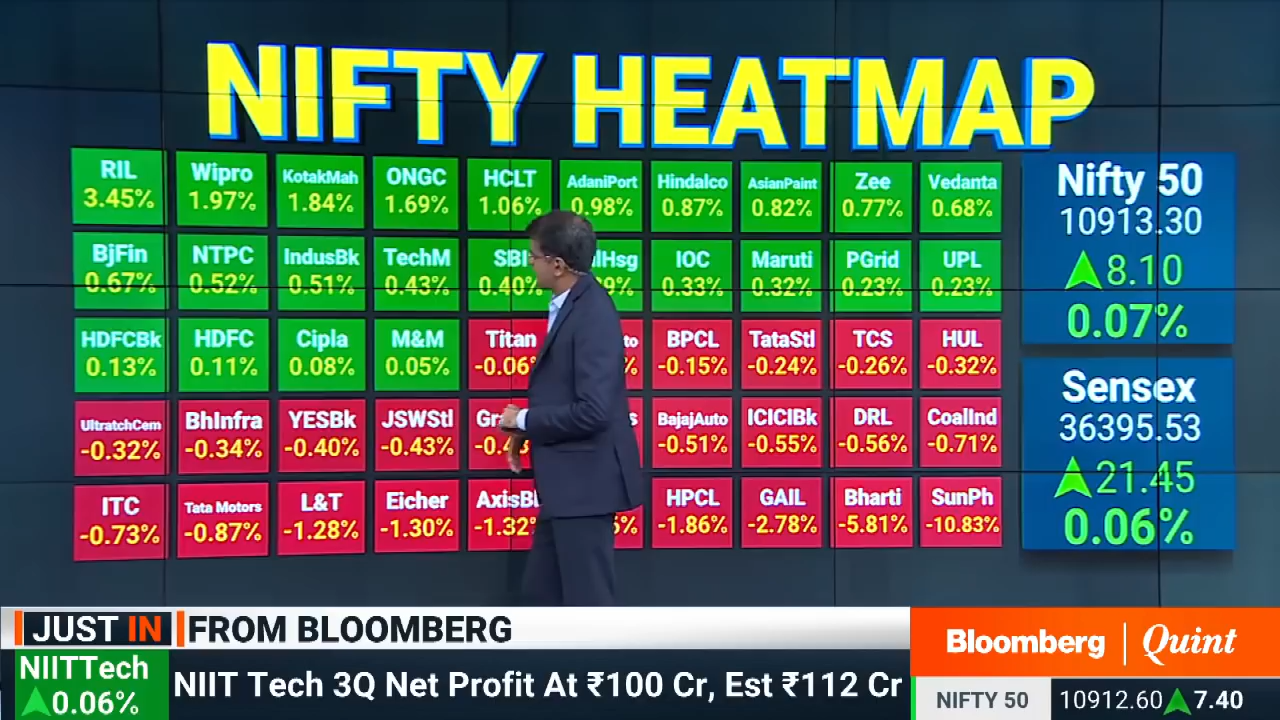 NIFTY HEATMAP
RIL Wipro KotakMah ONGC HCLT AdaniPort Hindalco AsianPaint Zee Vedanta
3.45% 1.97% 1.84% 1.69% 1.06% 0.98% 0.87% 0.82% 0.77% 0.68%
BjFin NTPC IndusBk TechM SBI IOC Maruti PGrid UPL
0.67% 0.52% 0.51% 0.43% 0.40% 0.33% 0.32% 0.23% 0.23%
HDFCBk HDFC Cipla M&M Titan BPCL TataStl TCS HUL
0.13% 0.11% 0.08% 0.05% -0.06 -0.15% -0.24% -0.26% -0.32%
UltratchCem BhInfra YESBk JSWStl BajajAuto ICICIBk DRL CoalInd
-0.32% -0.34% -0.40% -0.43% -0.51% -0.55% -0.56% -0.71%
ITC Tata Motors L&T Eicher HPCL GAIL Bharti SunPh
-0.73% -0.87% -1.28% -1.30% -1.32 -1.86% -2.78% -5.81% -10.83%
Nifty 50
10913.30
8.10
0.07%
Sensex
36395.53
21.45
0.06%
JUST IN FROM BLOOMBERG
NIITTech
0.06%
NIIT Tech 3Q Net Profit At ₹100 Cr, Est ₹112 Cr
Bloomberg | Quint
NIFTY 50 10912.60 7.40